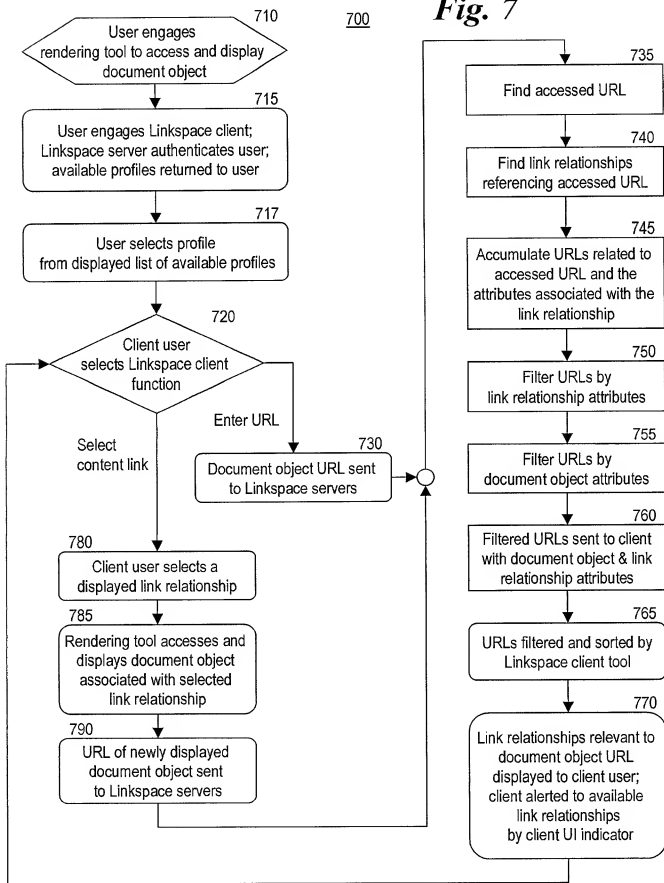 700
Fig. 7
710
User engages
rendering tool to access and display
document object
715
User engages Linkspace client;
Linkspace server authenticates user;
available profiles returned to user
717
User selects profile
from displayed list of available profiles
720
Client user
selects Linkspace client
function
Enter URL
Select
content link
730
Document object URL sent
to Linkspace servers
780
Client user selects a
displayed link relationship
785
Rendering tool accesses and
displays document object
associated with selected
link relationship
790
URL of newly displayed
document object sent
to Linkspace servers
735
Find accessed URL
740
Find link relationships
referencing accessed URL
745
Accumulate URLs related to
accessed URL and the
attributes associated with the
link relationship
750
Filter URLs by
link relationship attributes
755
Filter URLs by
document object attributes
760
Filtered URLs sent to client
with document object & link
relationship attributes
765
URLs filtered and sorted by
Linkspace client tool
770
Link relationships relevant to
document object URL
displayed to client user;
client alerted to available
link relationships
by client UI indicator